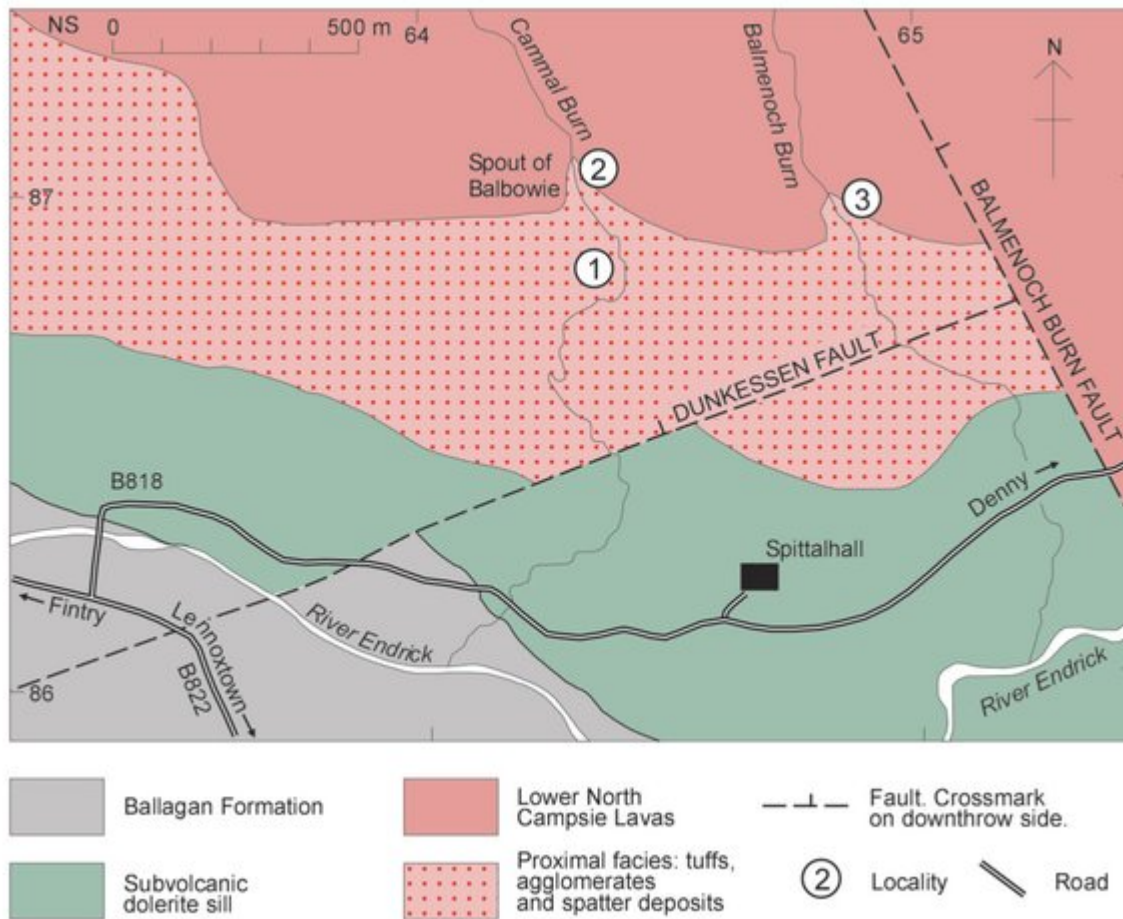 NS
0
500 m
64
65
N
Cammal Burn
Balmenoch Burn
Spout of
Balbowie
2
3
87
1
BALMENOCH BURN FAULT
DUNKESSEN FAULT
B818
Denny
Spittalhall
Fintry
Lennoxtown
B822
River Endrick
River Endrick
86
Ballagan Formation
Lower North
Campsie Lavas
Fault. Crossmark
on downthrow side.
Subvolcanic
dolerite sill
Proximal facies: tuffs,
agglomerates
and spatter deposits
2
Locality
Road